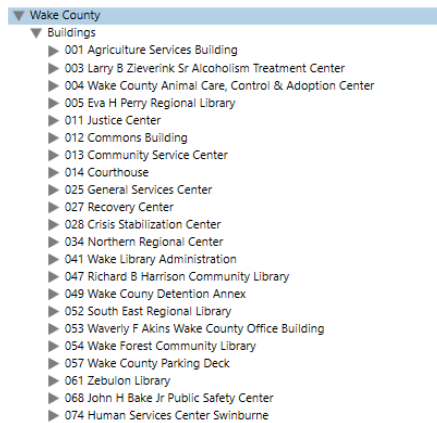 Wake County
Buildings
001 Agriculture Services Building
003 Larry B Zieverink Sr Alcoholism Treatment Center
004 Wake County Animal Care, Control & Adoption Center
005 Eva H Perry Regional Library
011 Justice Center
012 Commons Building
013 Community Service Center
014 Courthouse
025 General Services Center
027 Recovery Center
028 Crisis Stabilization Center
034 Northern Regional Center
041 Wake Library Administration
047 Richard B Harrison Community Library
049 Wake Couny Detention Annex
052 South East Regional Library
053 Waverly F Akins Wake County Office Building
054 Wake Forest Community Library
057 Wake County Parking Deck
061 Zebulon Library
068 John H Bake Jr Public Safety Center
074 Human Services Center Swinburne